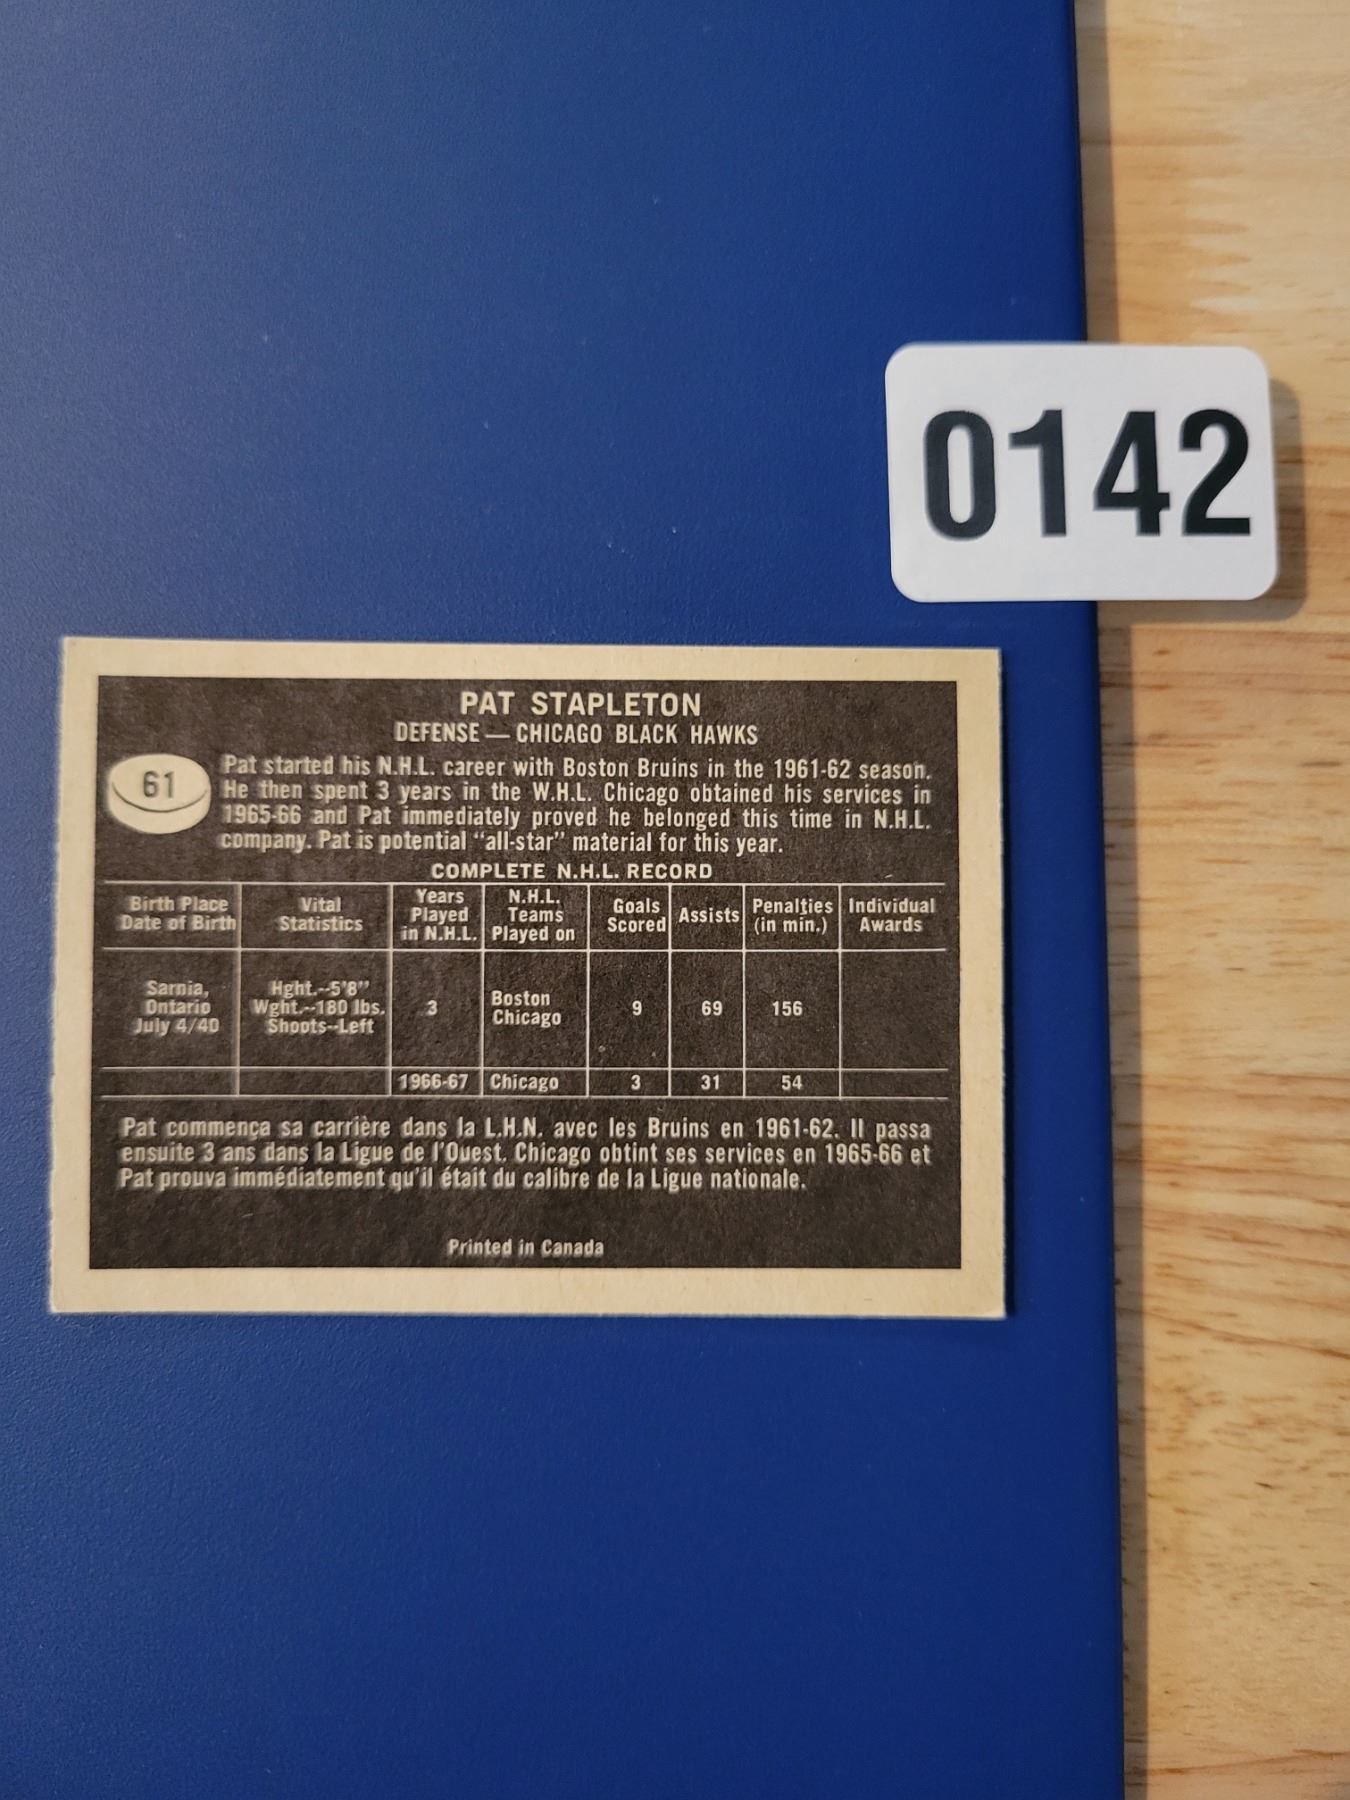 0142
PAT STAPLETON
DEFENSE — CHICAGO BLACK HAWKS
61
Pat started his N.H.L. career with Boston Bruins in the 1961-62 season.
He then spent 3 years in the W.H.L. Chicago obtained his services in
1965-66 and Pat immediately proved he belonged this time in N.H.L.
company. Pat is potential “all-star” material for this year.
COMPLETE N.H.L. RECORD
Birth Place
Date of Birth
Vital
Statistics
Years
Played
in N.H.L.
N.H.L.
Teams
Played on
Goals
Scored
Assists
Penalties
(in min.)
Individual
Awards
Sarnia,
Ontario
July 4/40
Hght.--5'8”
Wght.--180 lbs.
Shoots--Left
3
Boston
Chicago
9
69
156
1966-67
Chicago
3
31
54
Pat commença sa carrière dans la L.H.N. avec les Bruins en 1961-62. Il passa
ensuite 3 ans dans la Ligue de l'Ouest. Chicago obtint ses services en 1965-66 et
Pat prouva immédiatement qu'il était du calibre de la Ligue nationale.
Printed in Canada